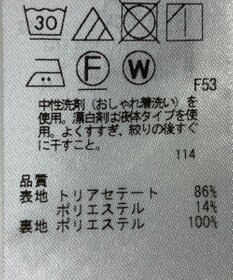 30
F W
F53
中性洗剤（おしゃれ着洗い）を
使用。漂白剤は液体タイプを使
用。よくすすぎ、絞りの後すぐ
に干すこと。
114
品質
表地 トリアセテート 86%
ポリエステル 14%
裏地 ポリエステル 100%